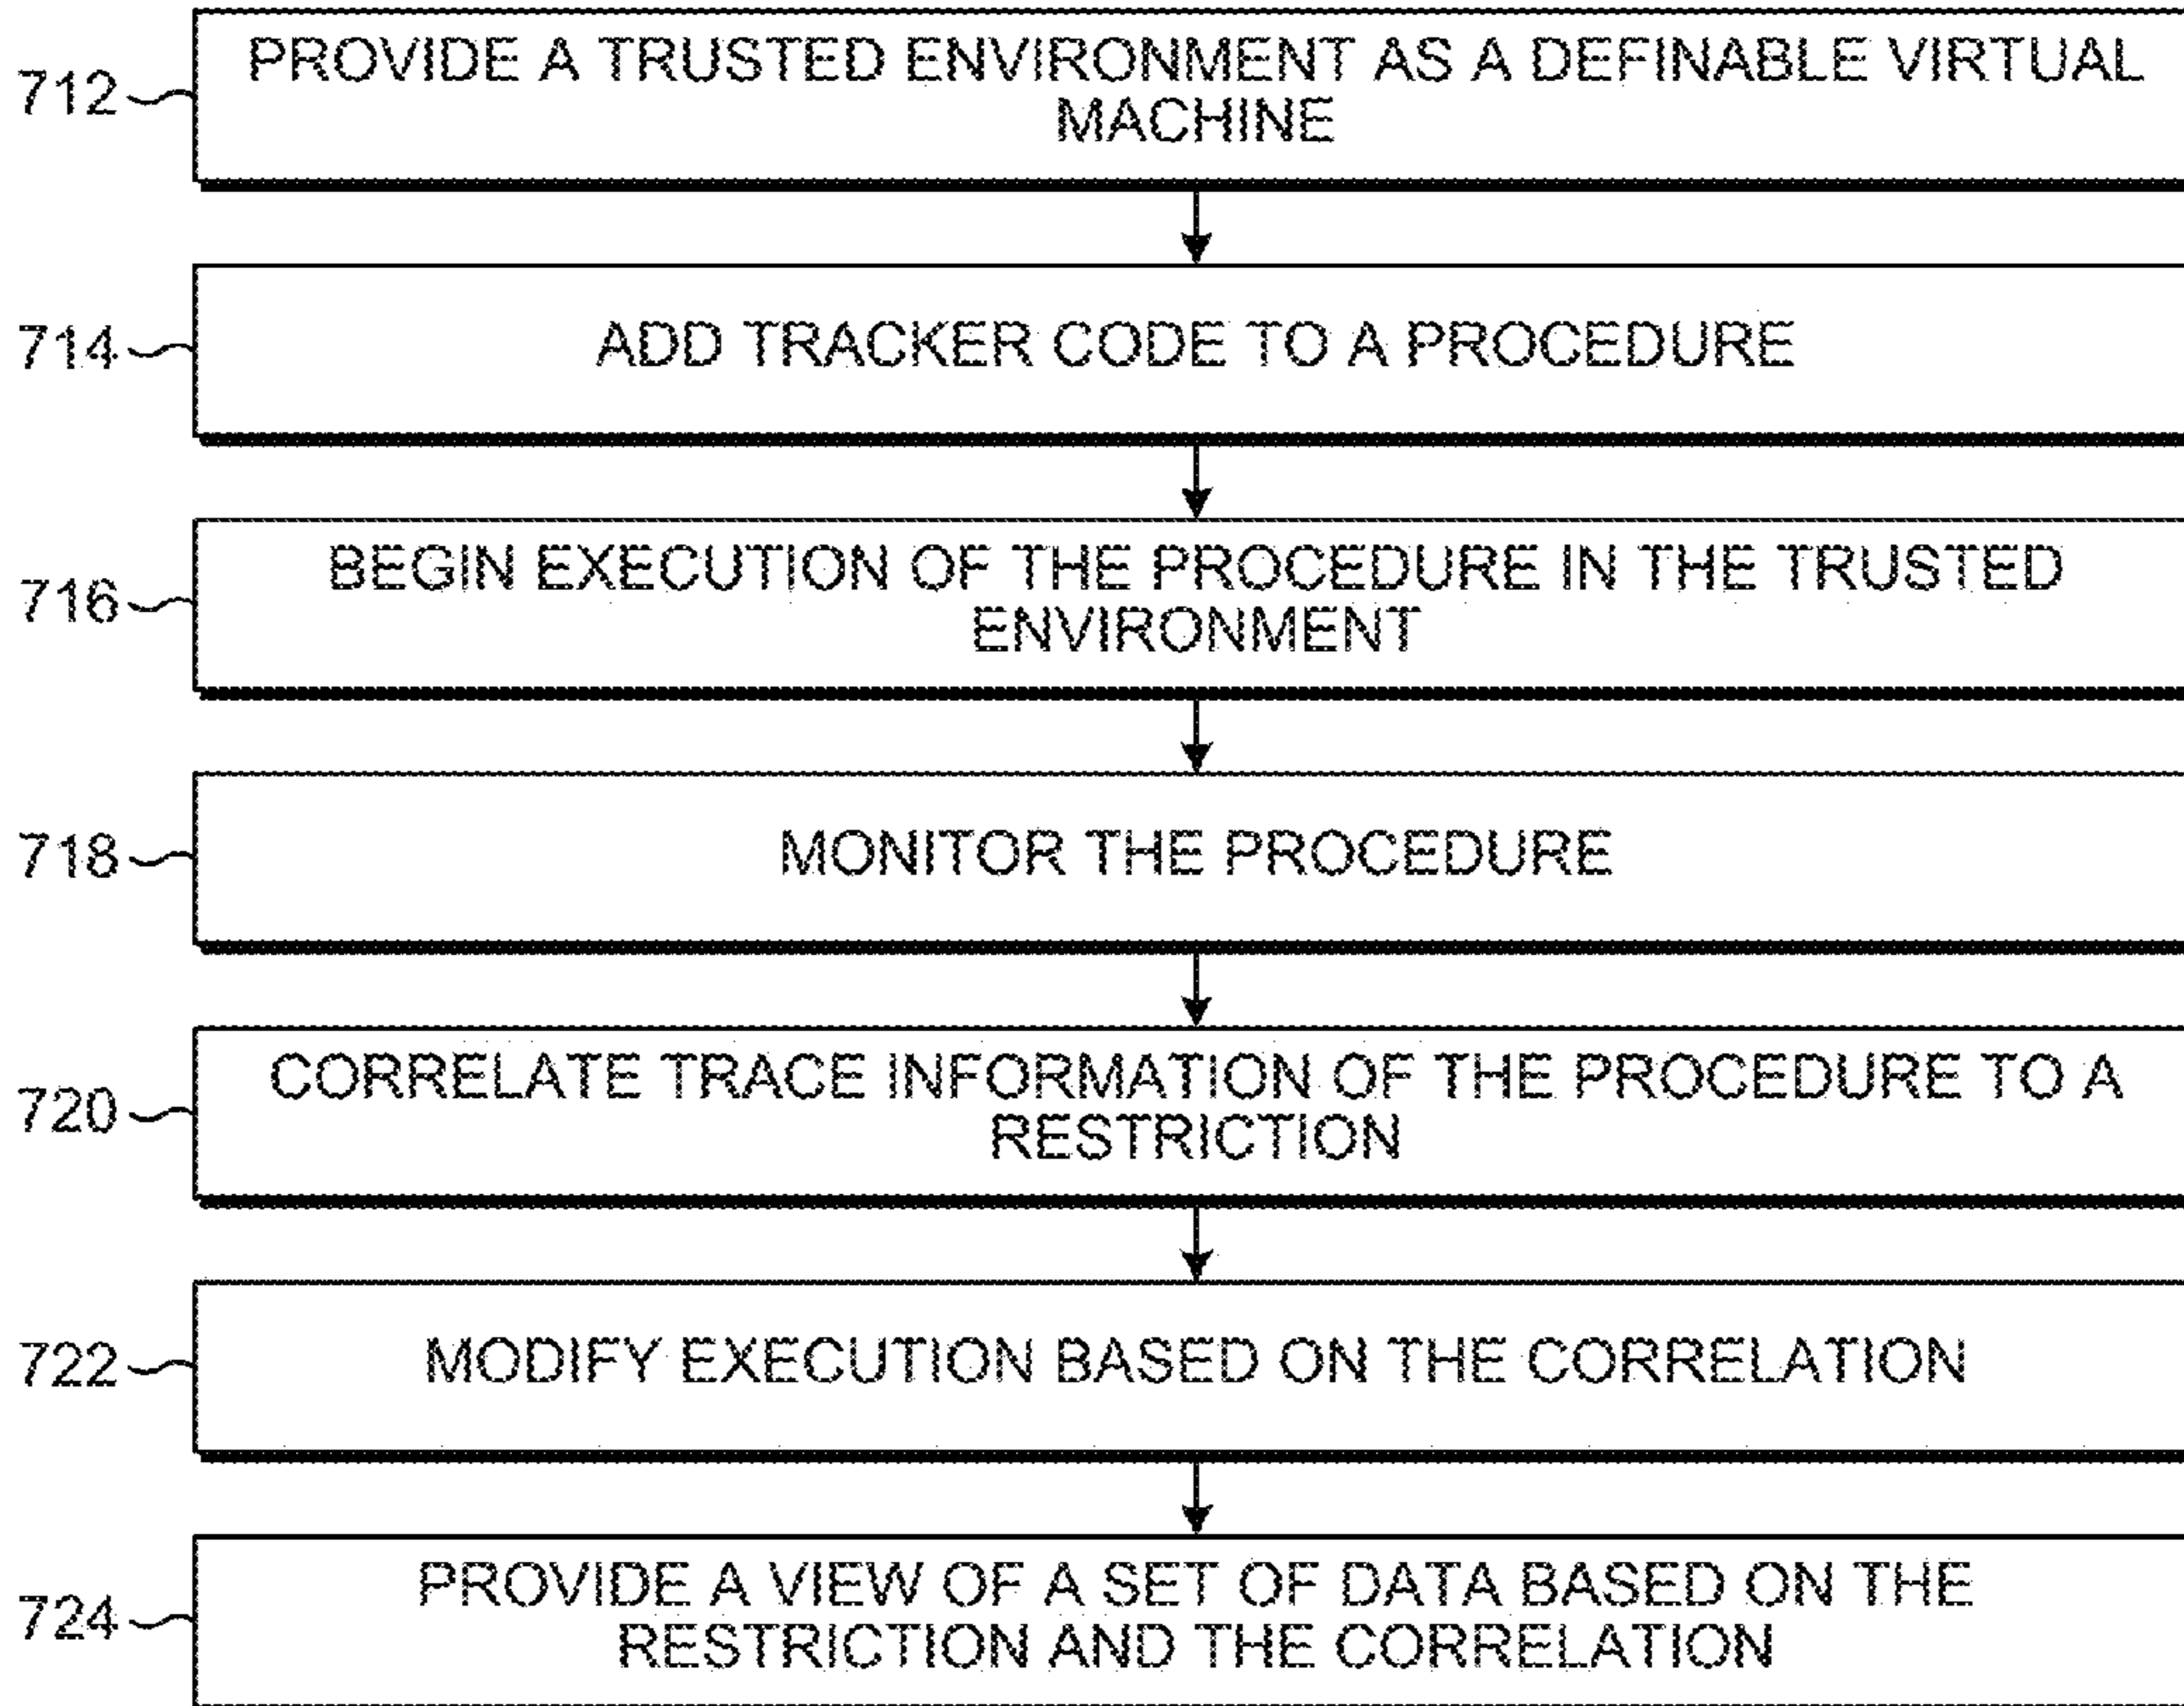 712
PROVIDE A TRUSTED ENVIRONMENT AS A DEFINABLE VIRTUAL
MACHINE
714
ADD TRACKER CODE TO A PROCEDURE
716
BEGIN EXECUTION OF THE PROCEDURE IN THE TRUSTED
ENVIRONMENT
718
MONITOR THE PROCEDURE
720
CORRELATE TRACE INFORMATION OF THE PROCEDURE TO A
RESTRICTION
722
MODIFY EXECUTION BASED ON THE CORRELATION
724
PROVIDE A VIEW OF A SET OF DATA BASED ON THE
RESTRICTION AND THE CORRELATION